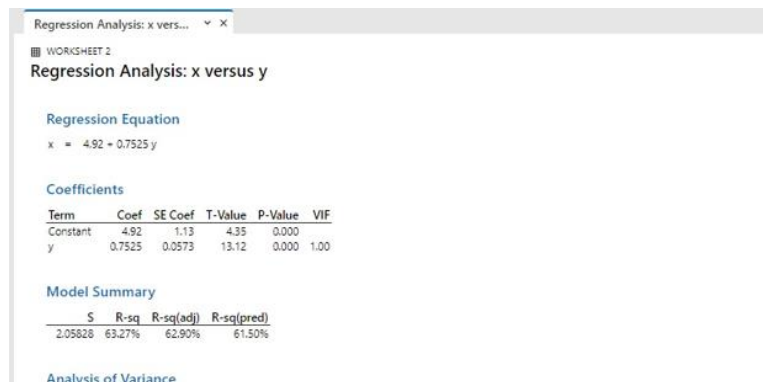 Regression Analysis: x vers...
WORKSHEET 2
Regression Analysis: x versus y
Regression Equation
x = 4.92 + 0.7525 y
Coefficients
Term Coef SE Coef T-Value P-Value VIF
Constant 4.92 1.13 4.35 0.000
y 0.7525 0.0573 13.12 0.000 1.00
Model Summary
S R-sq R-sq(adj) R-sq(pred)
2.05828 63.27% 62.90% 61.50%
Analysis of Variance